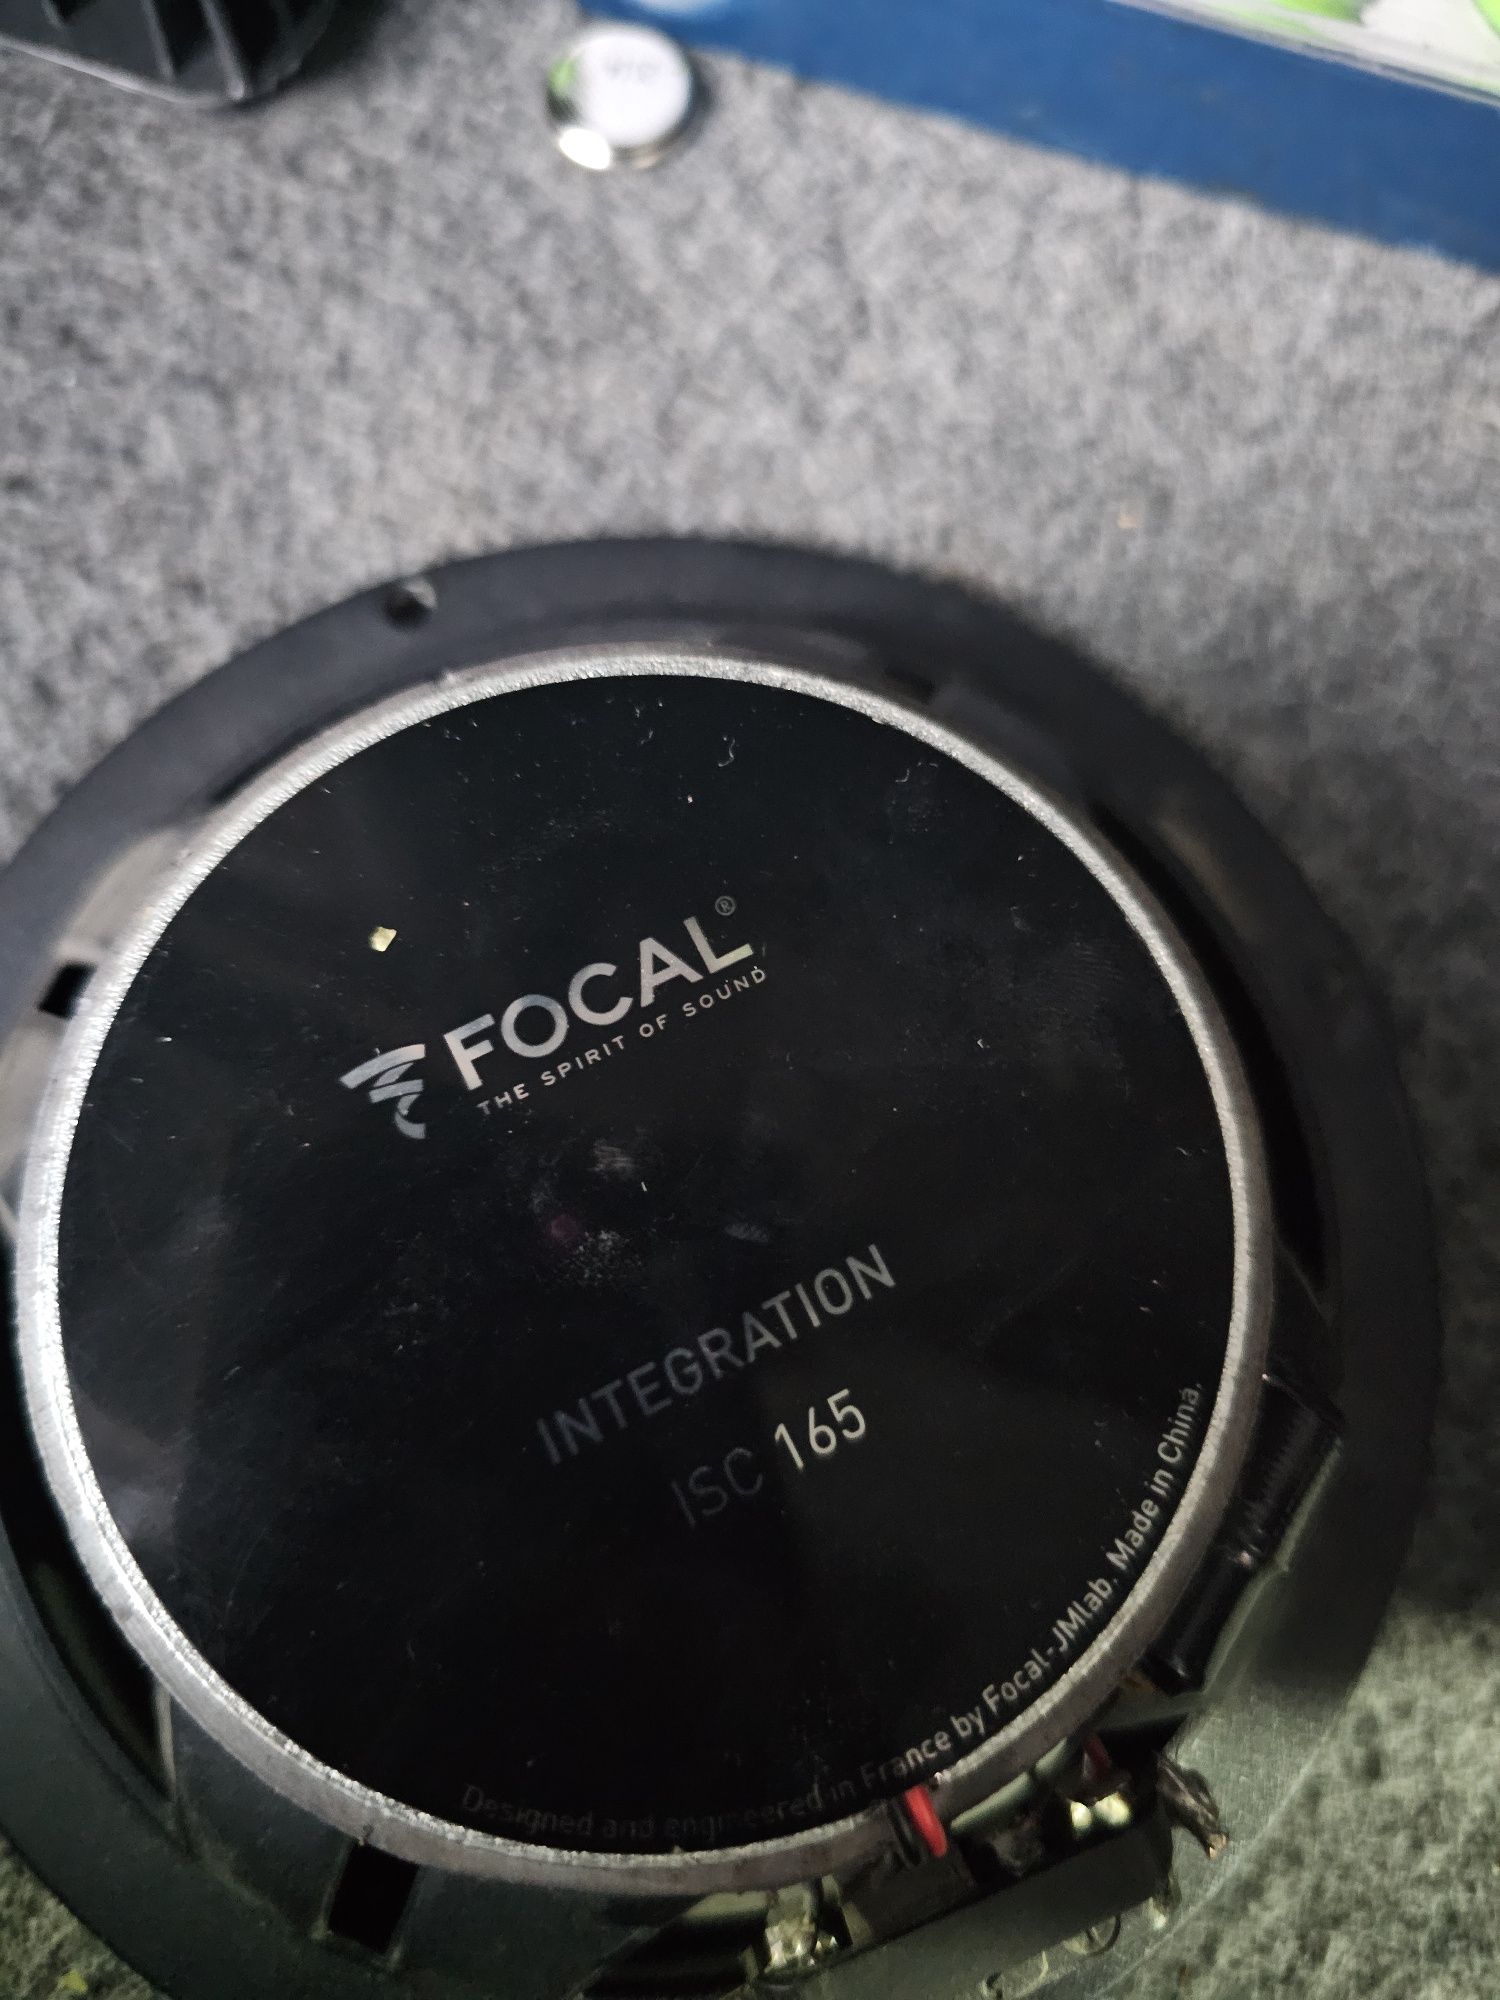 FOCAL®
THE SPIRIT OF SOUND
INTEGRATION
ISC 165
Designed and engineered in France by Focal-JMlab. Made in China.